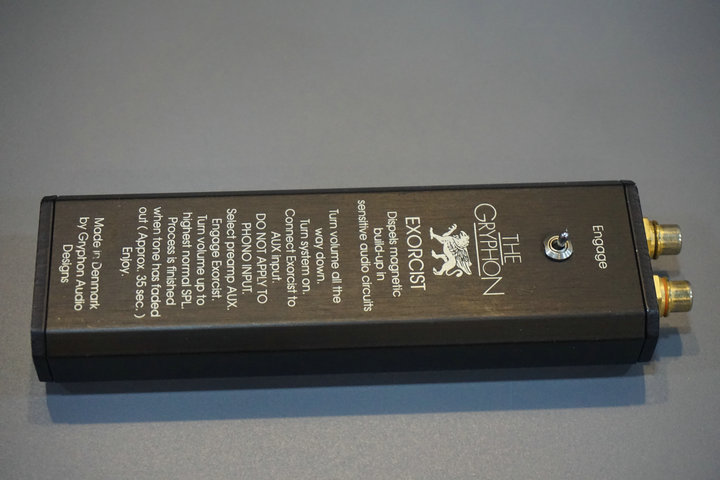 Engage
THE
GRYPHON
EXORCIST
Dispels magnetic
build-up in
sensitive audio circuits
Turn volume all the
way down.
Turn system on.
Connect Exorcist to
AUX input.
DO NOT APPLY TO
PHONO INPUT.
Select preamp AUX.
Engage Exorcist.
Turn volume up to
highest normal SPL.
Process is finished
when tone has faded
out ( Approx. 35 sec. )
Enjoy.
Made in Denmark
by Gryphon Audio
Designs